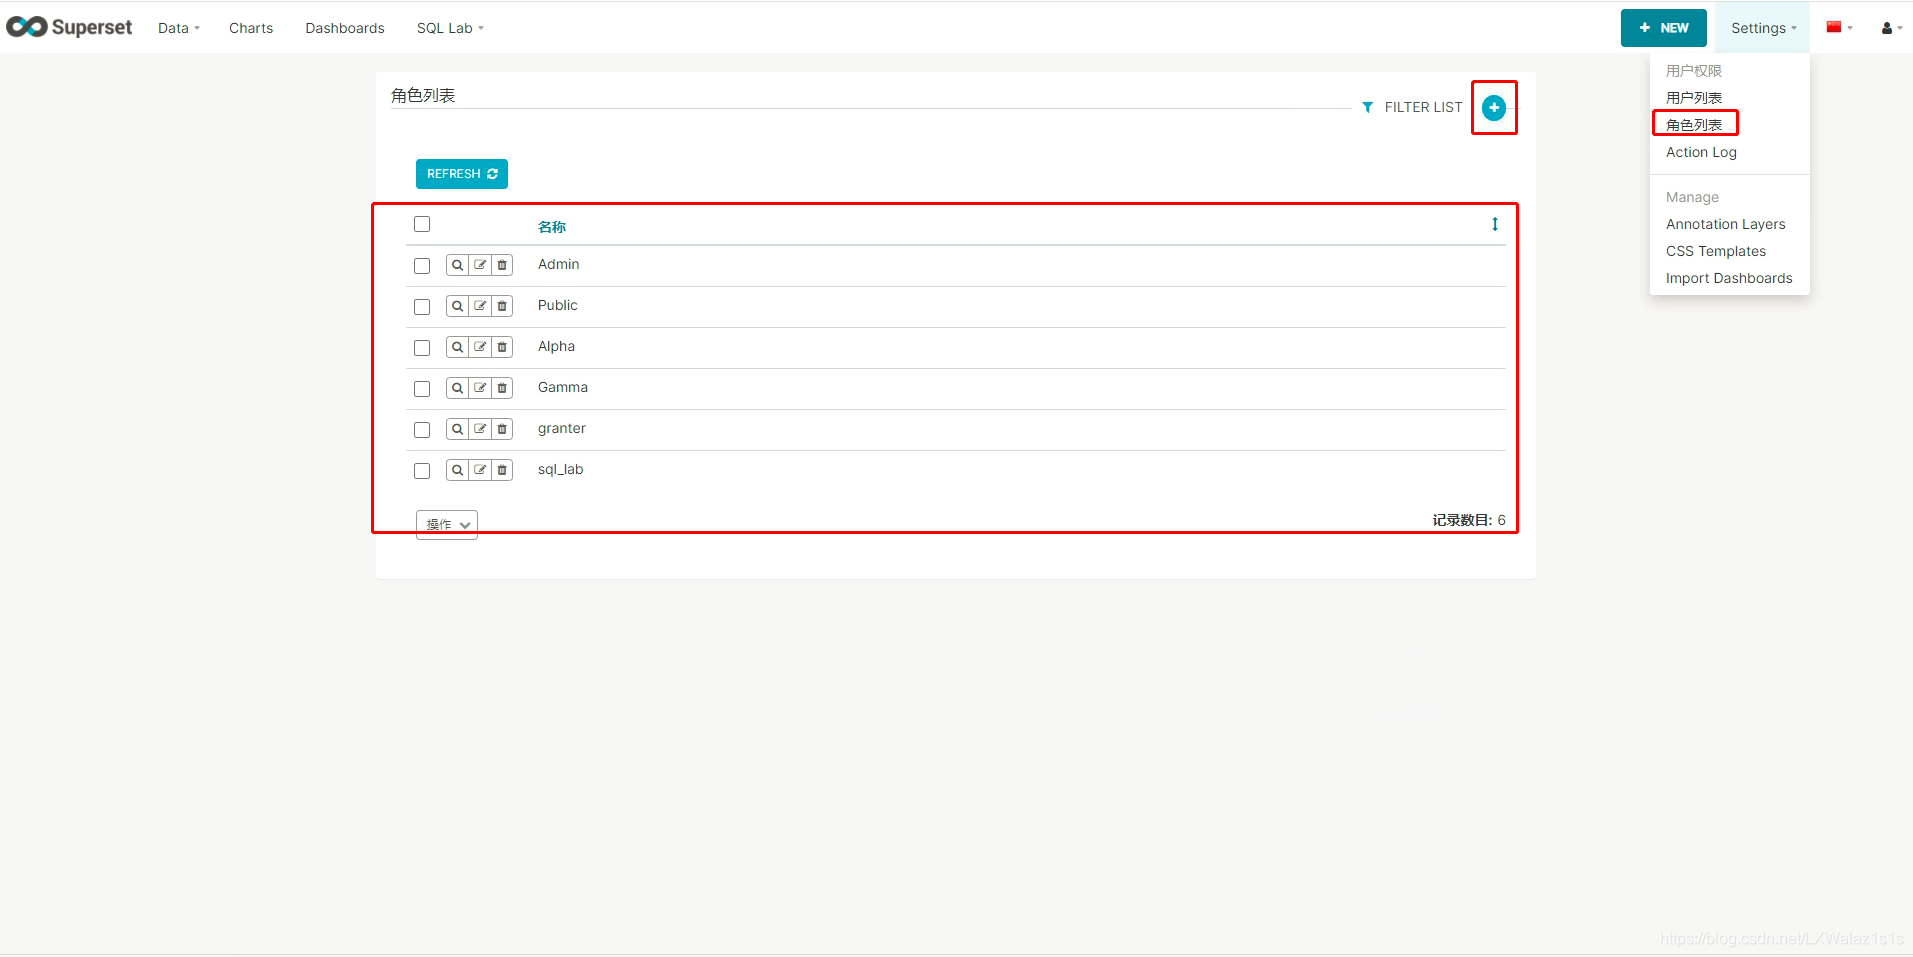 Superset Data Charts Dashboards SQL Lab + NEW Settings
用户权限
用户列表
角色列表
Action Log
Manage
Annotation Layers
CSS Templates
Import Dashboards
角色列表
FILTER LIST
REFRESH
名称
Admin
Public
Alpha
Gamma
granter
sql_lab
操作
记录数目: 6
https://blog.csdn.net/LXWalaz1s1s